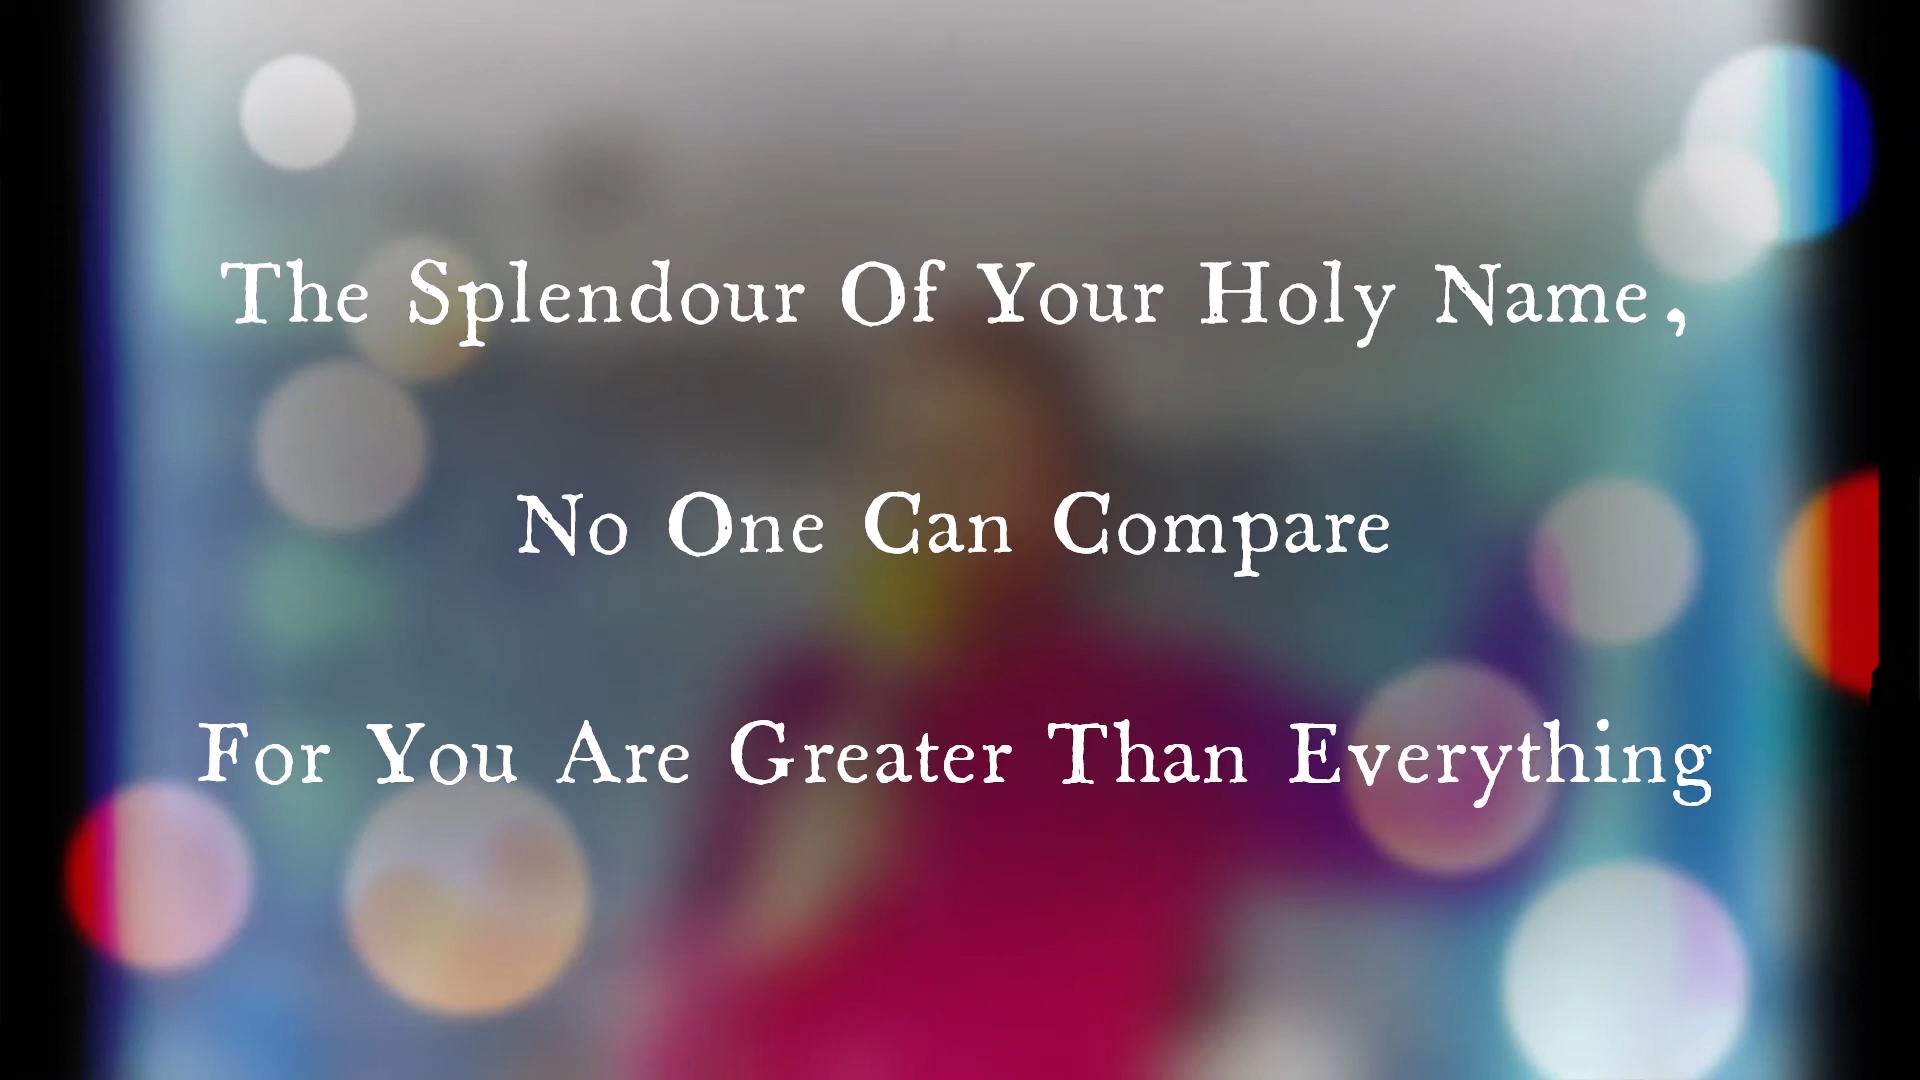 The Splendour Of Your Holy Name,
No One Can Compare
For You Are Greater Than Everything